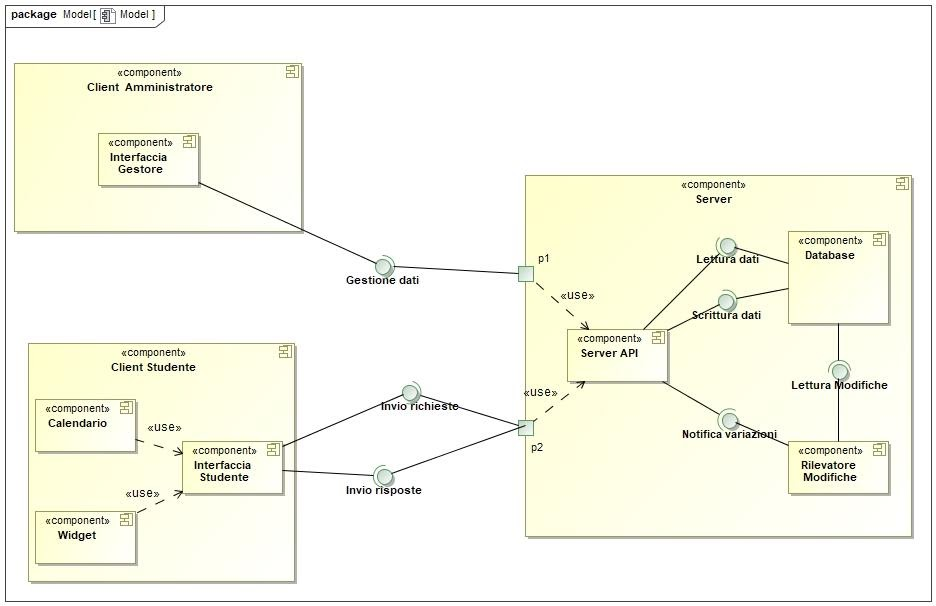 package Model[ Model ]
«component»
Client Amministratore
«component»
Interfaccia
Gestore
Gestione dati
p1
«use»
«component»
Server
Lettura dati
«component»
Database
Scrittura dati
«component»
Server API
Lettura Modifiche
Notifica variazioni
«component»
Rilevatore
Modifiche
«use»
p2
«component»
Client Studente
«component»
Calendario
«use»
«component»
Interfaccia
Studente
«use»
«component»
Widget
Invio richieste
Invio risposte